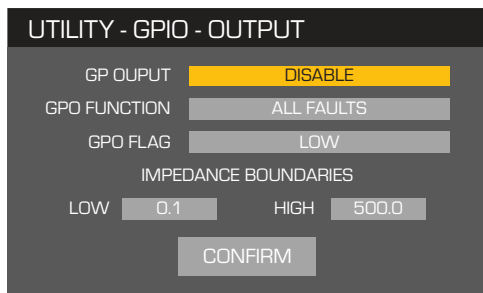 UTILITY - GPIO - OUTPUT
GP OUPUT DISABLE
GPO FUNCTION ALL FAULTS
GPO FLAG LOW
IMPEDANCE BOUNDARIES
LOW 0.1 HIGH 500.0
CONFIRM